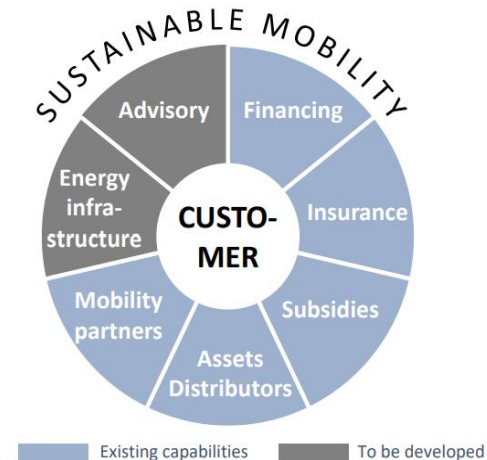 SUSTAINABLE MOBILITY
Advisory
Financing
Energy
infra-
structure
Insurance
CUSTO-
MER
Mobility
partners
Subsidies
Assets
Distributors
Existing capabilities
To be developed